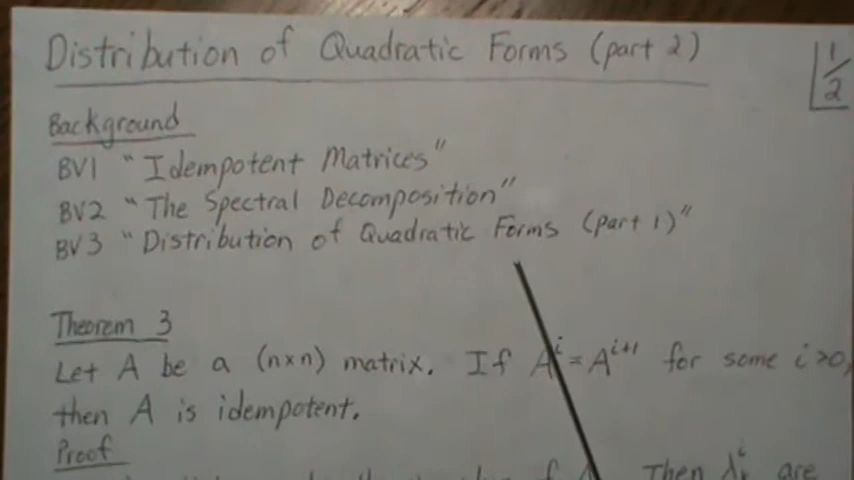 Distribution of Quadratic Forms (part 2)
1/2
Background
BV1 "Idempotent Matrices"
BV2 "The Spectral Decomposition"
BV3 "Distribution of Quadratic Forms (part 1)"
Theorem 3
Let A be a (n×n) matrix. If A^i = A^{i+1} for some i>0,
then A is idempotent.
Proof
Then λ are